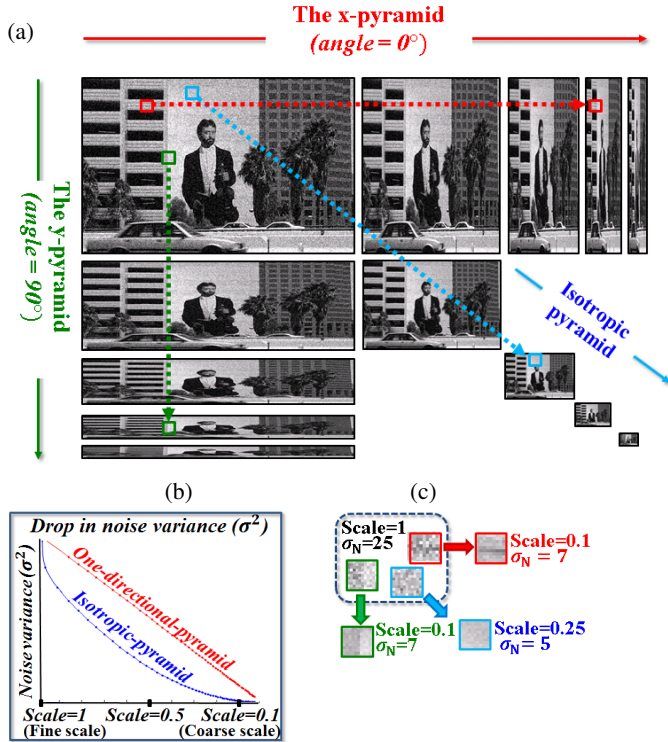 The x-pyramid
(angle = 0°)
(a)
The y-pyramid
(angle = 90°)
Isotropic
pyramid
(b)
Drop in noise variance (σ²)
Noise variance (σ²)
One-directional-pyramid
Isotropic-pyramid
Scale=1 Scale=0.5 Scale=0.1
(Fine scale) (Coarse scale)
(c)
Scale=1
σN=25
Scale=0.1
σN = 7
Scale=0.1
σN=7
Scale=0.25
σN = 5